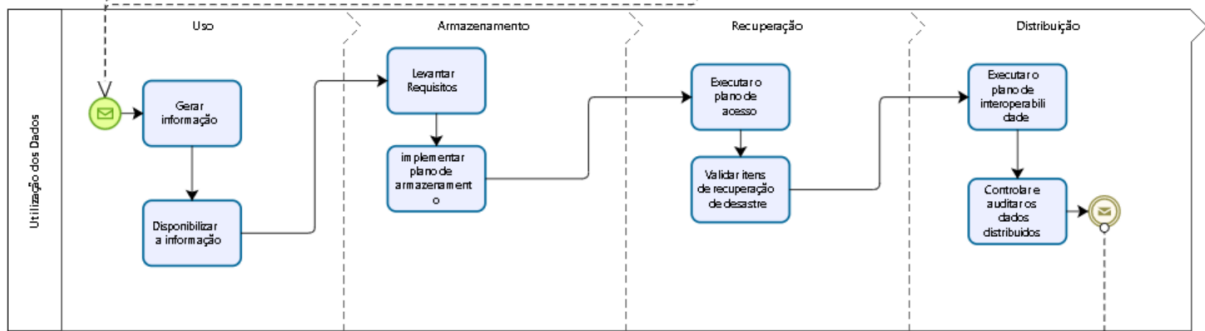 Utilização dos Dados
Uso
Armazenamento
Recuperação
Distribuição
Gerar
informação
Disponibilizar
a informação
Levantar
Requisitos
implementar
plano de
armazenament
o
Executar o
plano de
acesso
Validar itens
de recuperação
de desastre
Executar o
plano de
interoperabili
dade
Controlar e
auditar os
dados
distribuidos